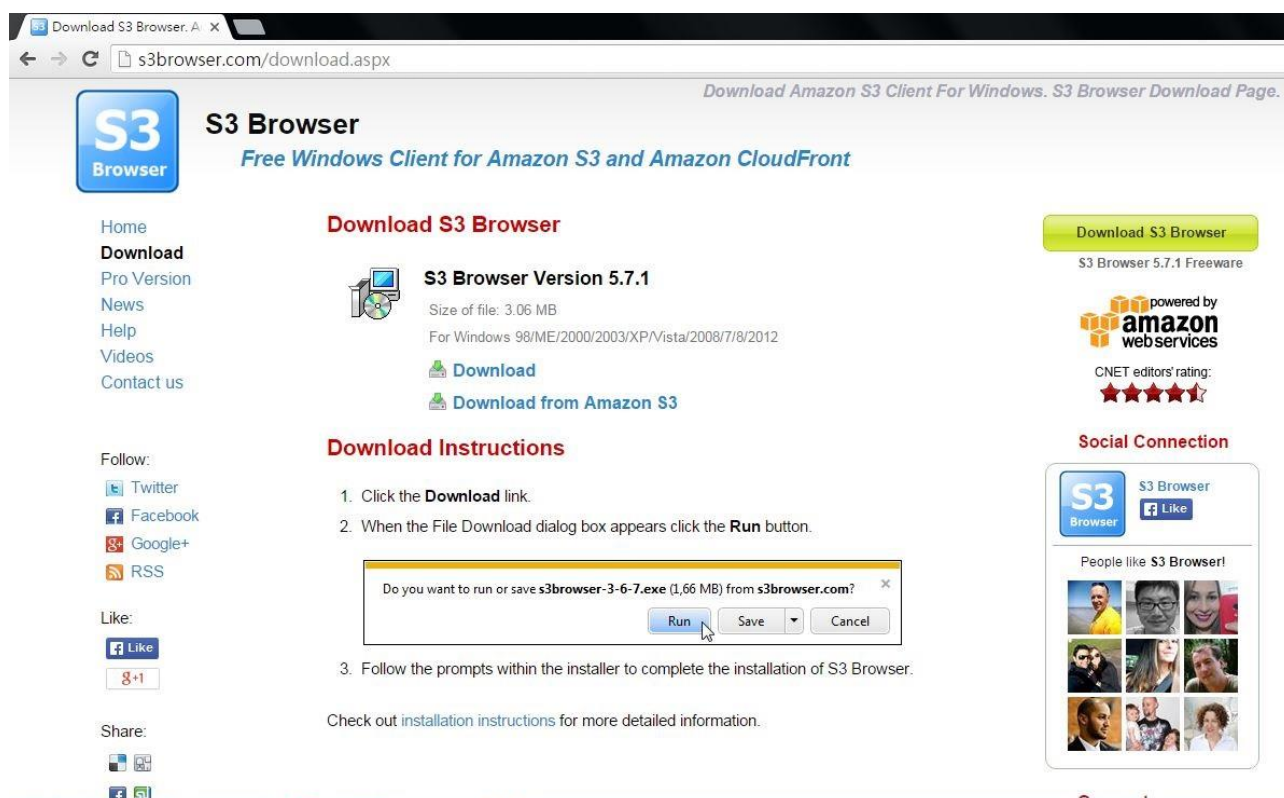 Download S3 Browser. A
s3browser.com/download.aspx
Download Amazon S3 Client For Windows. S3 Browser Download Page.
S3
Browser
S3 Browser
Free Windows Client for Amazon S3 and Amazon CloudFront
Home
Download
Pro Version
News
Help
Videos
Contact us
Follow:
Twitter
Facebook
Google+
RSS
Like:
Like
g+1
Share:
Download S3 Browser
S3 Browser Version 5.7.1
Size of file: 3.06 MB
For Windows 98/ME/2000/2003/XP/Vista/2008/7/8/2012
Download
Download from Amazon S3
Download Instructions
1. Click the Download link.
2. When the File Download dialog box appears click the Run button.
Do you want to run or save s3browser-3-6-7.exe (1,66 MB) from s3browser.com?
Run Save Cancel
3. Follow the prompts within the installer to complete the installation of S3 Browser.
Check out installation instructions for more detailed information.
Download S3 Browser
S3 Browser 5.7.1 Freeware
powered by
amazon
web services
CNET editors' rating:
Social Connection
S3
Browser
S3 Browser
Like
People like S3 Browser!